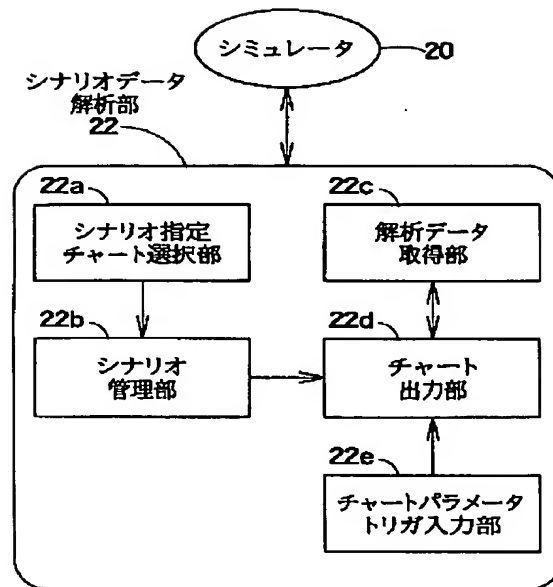 シミュレータ
20
シナリオデータ
解析部
22
22a
シナリオ指定
チャート選択部
22c
解析データ
取得部
22b
シナリオ
管理部
22d
チャート
出力部
22e
チャートパラメータ
トリガ入力部